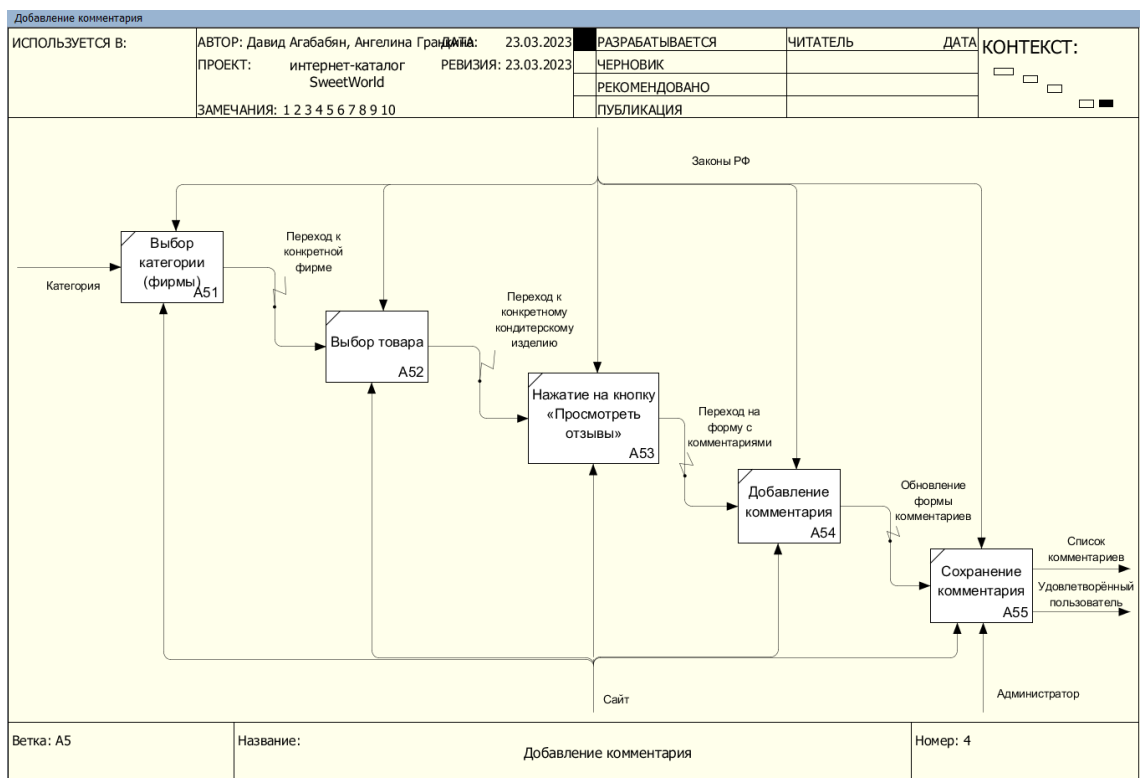 Добавление комментария
ИСПОЛЬЗУЕТСЯ В:
АВТОР: Давид Агабабян, Ангелина Гранкина:
ДАТА: 23.03.2023
ПРОЕКТ: интернет-каталог
SweetWorld
РЕВИЗИЯ: 23.03.2023
ЗАМЕЧАНИЯ: 1 2 3 4 5 6 7 8 9 10
РАЗРАБАТЫВАЕТСЯ
ЧЕРНОВИК
РЕКОМЕНДОВАНО
ПУБЛИКАЦИЯ
ЧИТАТЕЛЬ
ДАТА
КОНТЕКСТ:
Законы РФ
Категория
Выбор
категории
(фирмы)
A51
Переход к
конкретной
фирме
Выбор товара
A52
Переход к
конкретному
кондитерскому
изделию
Нажатие на кнопку
«Просмотреть
отзывы»
A53
Переход на
форму с
комментариями
Добавление
комментария
A54
Обновление
формы
комментариев
Сохранение
комментария
A55
Список
комментариев
Удовлетворённый
пользователь
Сайт
Администратор
Ветка: A5
Название:
Добавление комментария
Номер: 4